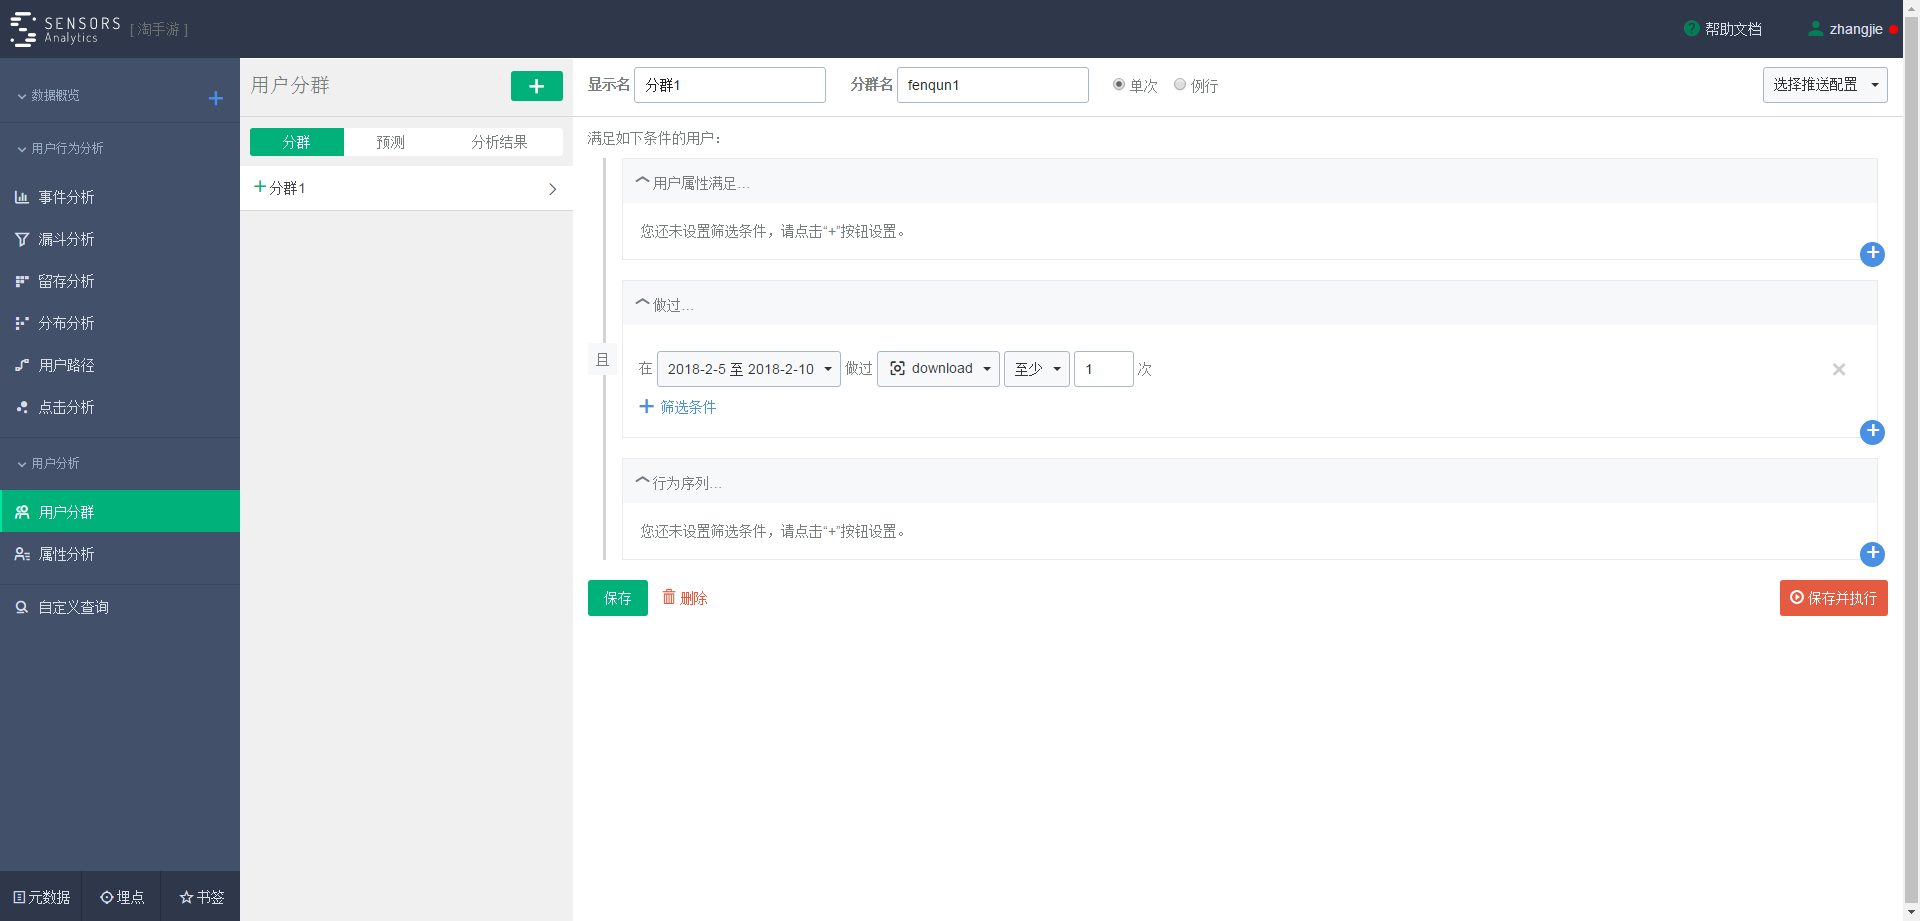 SENSORS
Analytics
[ 淘手游 ]
帮助文档
zhangjie
数据概览
用户行为分析
事件分析
漏斗分析
留存分析
分布分析
用户路径
点击分析
用户分析
用户分群
属性分析
自定义查询
元数据
埋点
书签
用户分群
分群
预测
分析结果
分群1
显示名
分群1
分群名
fenqun1
单次
例行
选择推送配置
满足如下条件的用户：
且
用户属性满足...
您还未设置筛选条件，请点击“+”按钮设置。
做过...
在 2018-2-5 至 2018-2-10 做过 download 至少 1 次
筛选条件
行为序列...
您还未设置筛选条件，请点击“+”按钮设置。
保存
删除
保存并执行